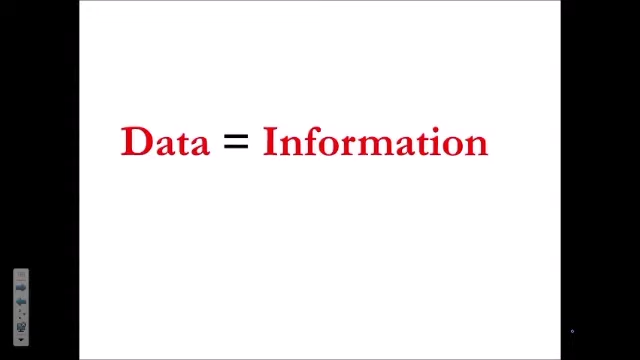 Data = Information